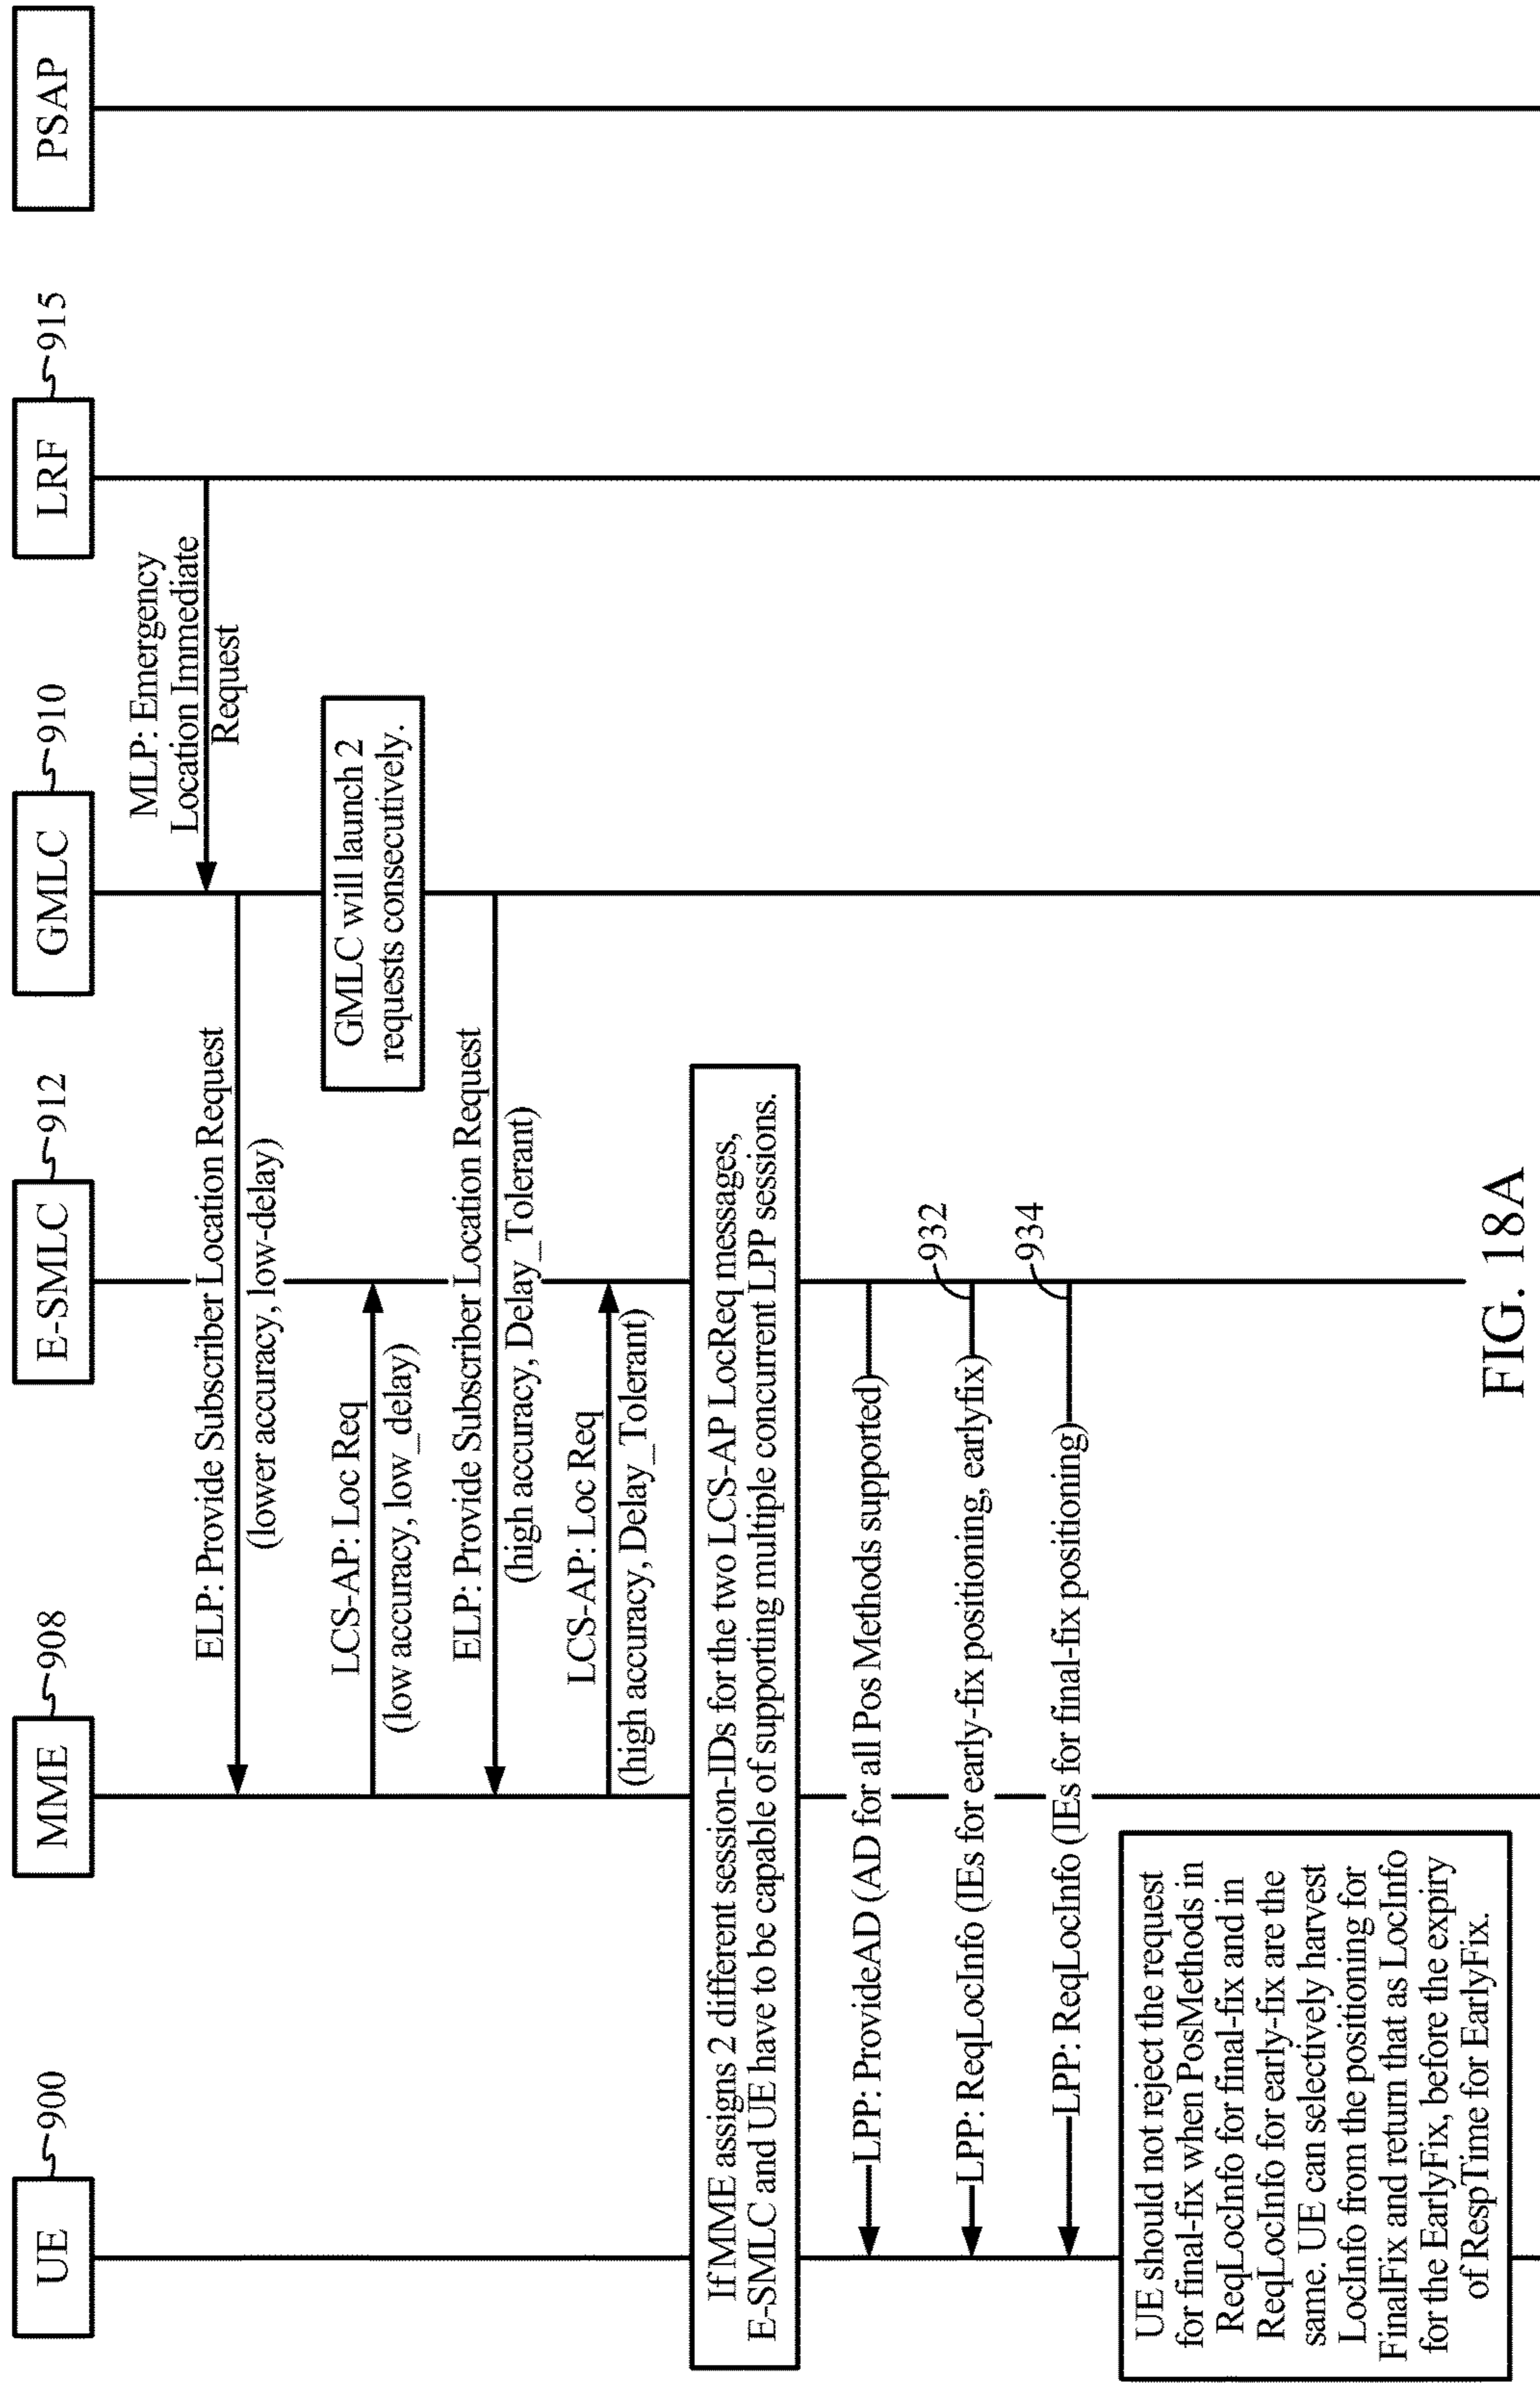 UE
900
MME
908
E-SMLC
912
GMLC
910
LRF
915
PSAP
MLP: Emergency
Location Immediate
Request
ELP: Provide Subscriber Location Request
(lower accuracy, low-delay)
GMLC will launch 2
requests consecutively.
LCS-AP: Loc Req
(low accuracy, low_delay)
ELP: Provide Subscriber Location Request
(high accuracy, Delay_Tolerant)
LCS-AP: Loc Req
(high accuracy, Delay_Tolerant)
If MME assigns 2 different session-IDs for the two LCS-AP LocReq messages,
E-SMLC and UE have to be capable of supporting multiple concurrent LPP sessions.
LPP: ProvideAD (AD for all Pos Methods supported)
932
LPP: ReqLocInfo (IEs for early-fix positioning, earlyfix)
934
LPP: ReqLocInfo (IEs for final-fix positioning)
UE should not reject the request
for final-fix when PosMethods in
ReqLocInfo for final-fix and in
ReqLocInfo for early-fix are the
same. UE can selectively harvest
LocInfo from the positioning for
FinalFix and return that as LocInfo
for the EarlyFix, before the expiry
of RespTime for EarlyFix.
FIG. 18A